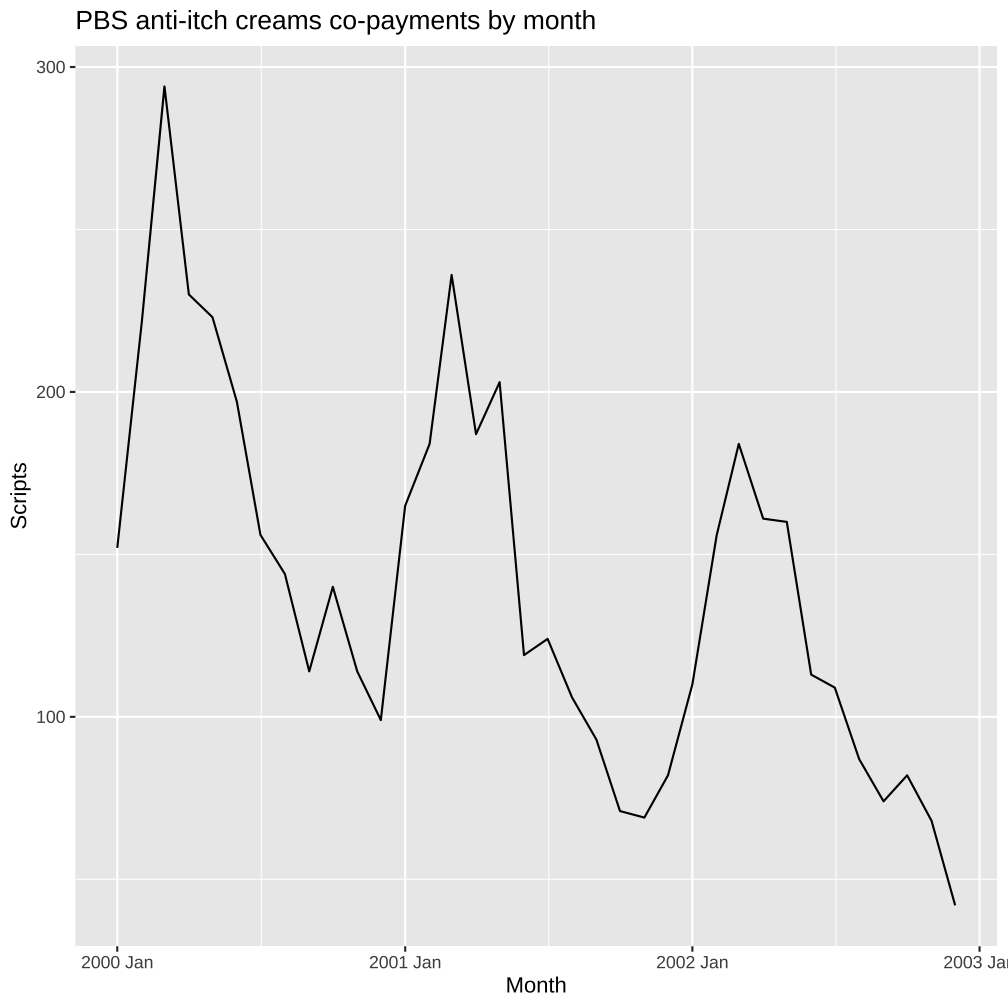 PBS anti-itch creams co-payments by month
300
200
100
Scripts
2000 Jan
2001 Jan
2002 Jan
2003 Jan
Month